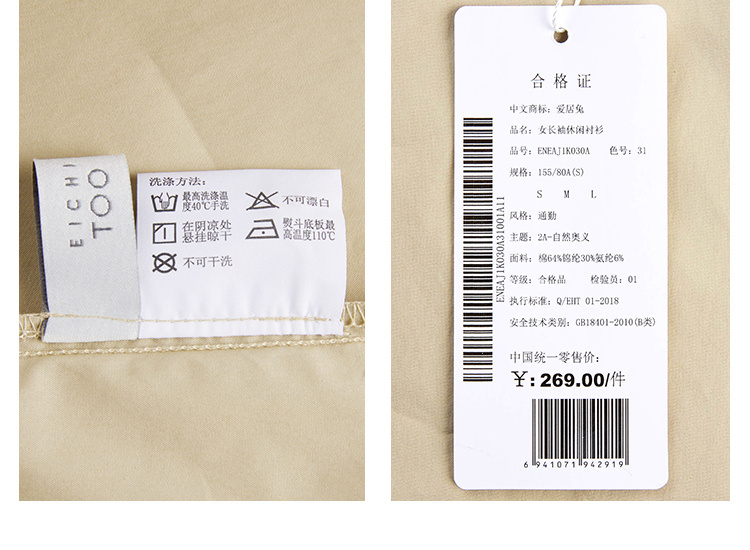 EICHI
TOO
洗涤方法:
最高洗涤温
度40℃手洗
不可漂白
在阴凉处
悬挂晾干
熨斗底板最
高温度110℃
不可干洗
合格证
中文商标: 爱居兔
品名: 女长袖休闲衬衫
品号: ENEAJ1K030A 色号: 31
规格: 155/80A(S)
S M L
风格: 通勤
主题: 2A-自然奥义
面料: 棉64%锦纶30%氨纶6%
等级: 合格品 检验员: 01
执行标准: Q/EHT 01-2018
安全技术类别: GB18401-2010(B类)
中国统一零售价:
¥: 269.00/件
ENEAJ1K030A31001A11
6 941071 942919